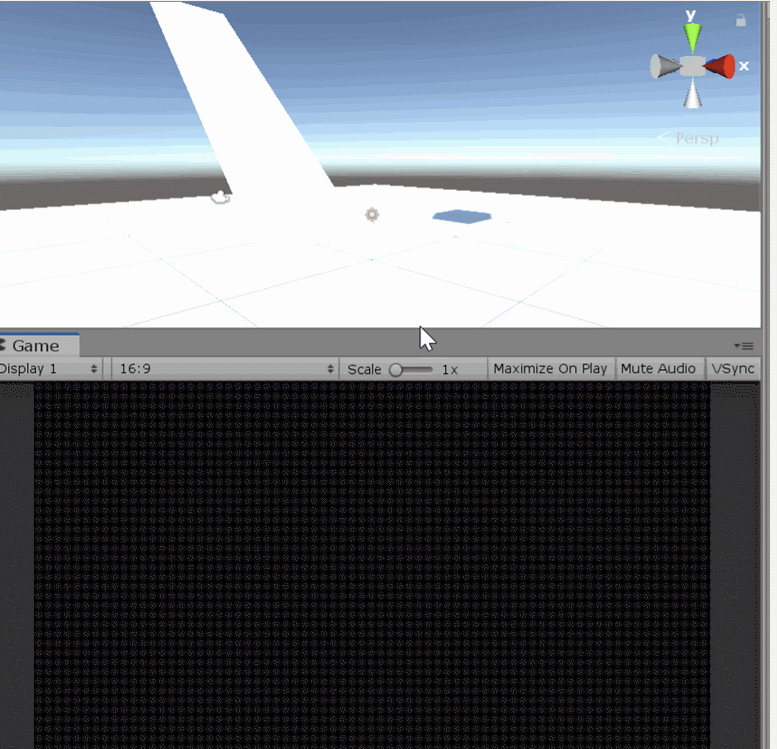 y
x
Persp
Game
Display 1
16:9
Scale
1x
Maximize On Play
Mute Audio
VSync